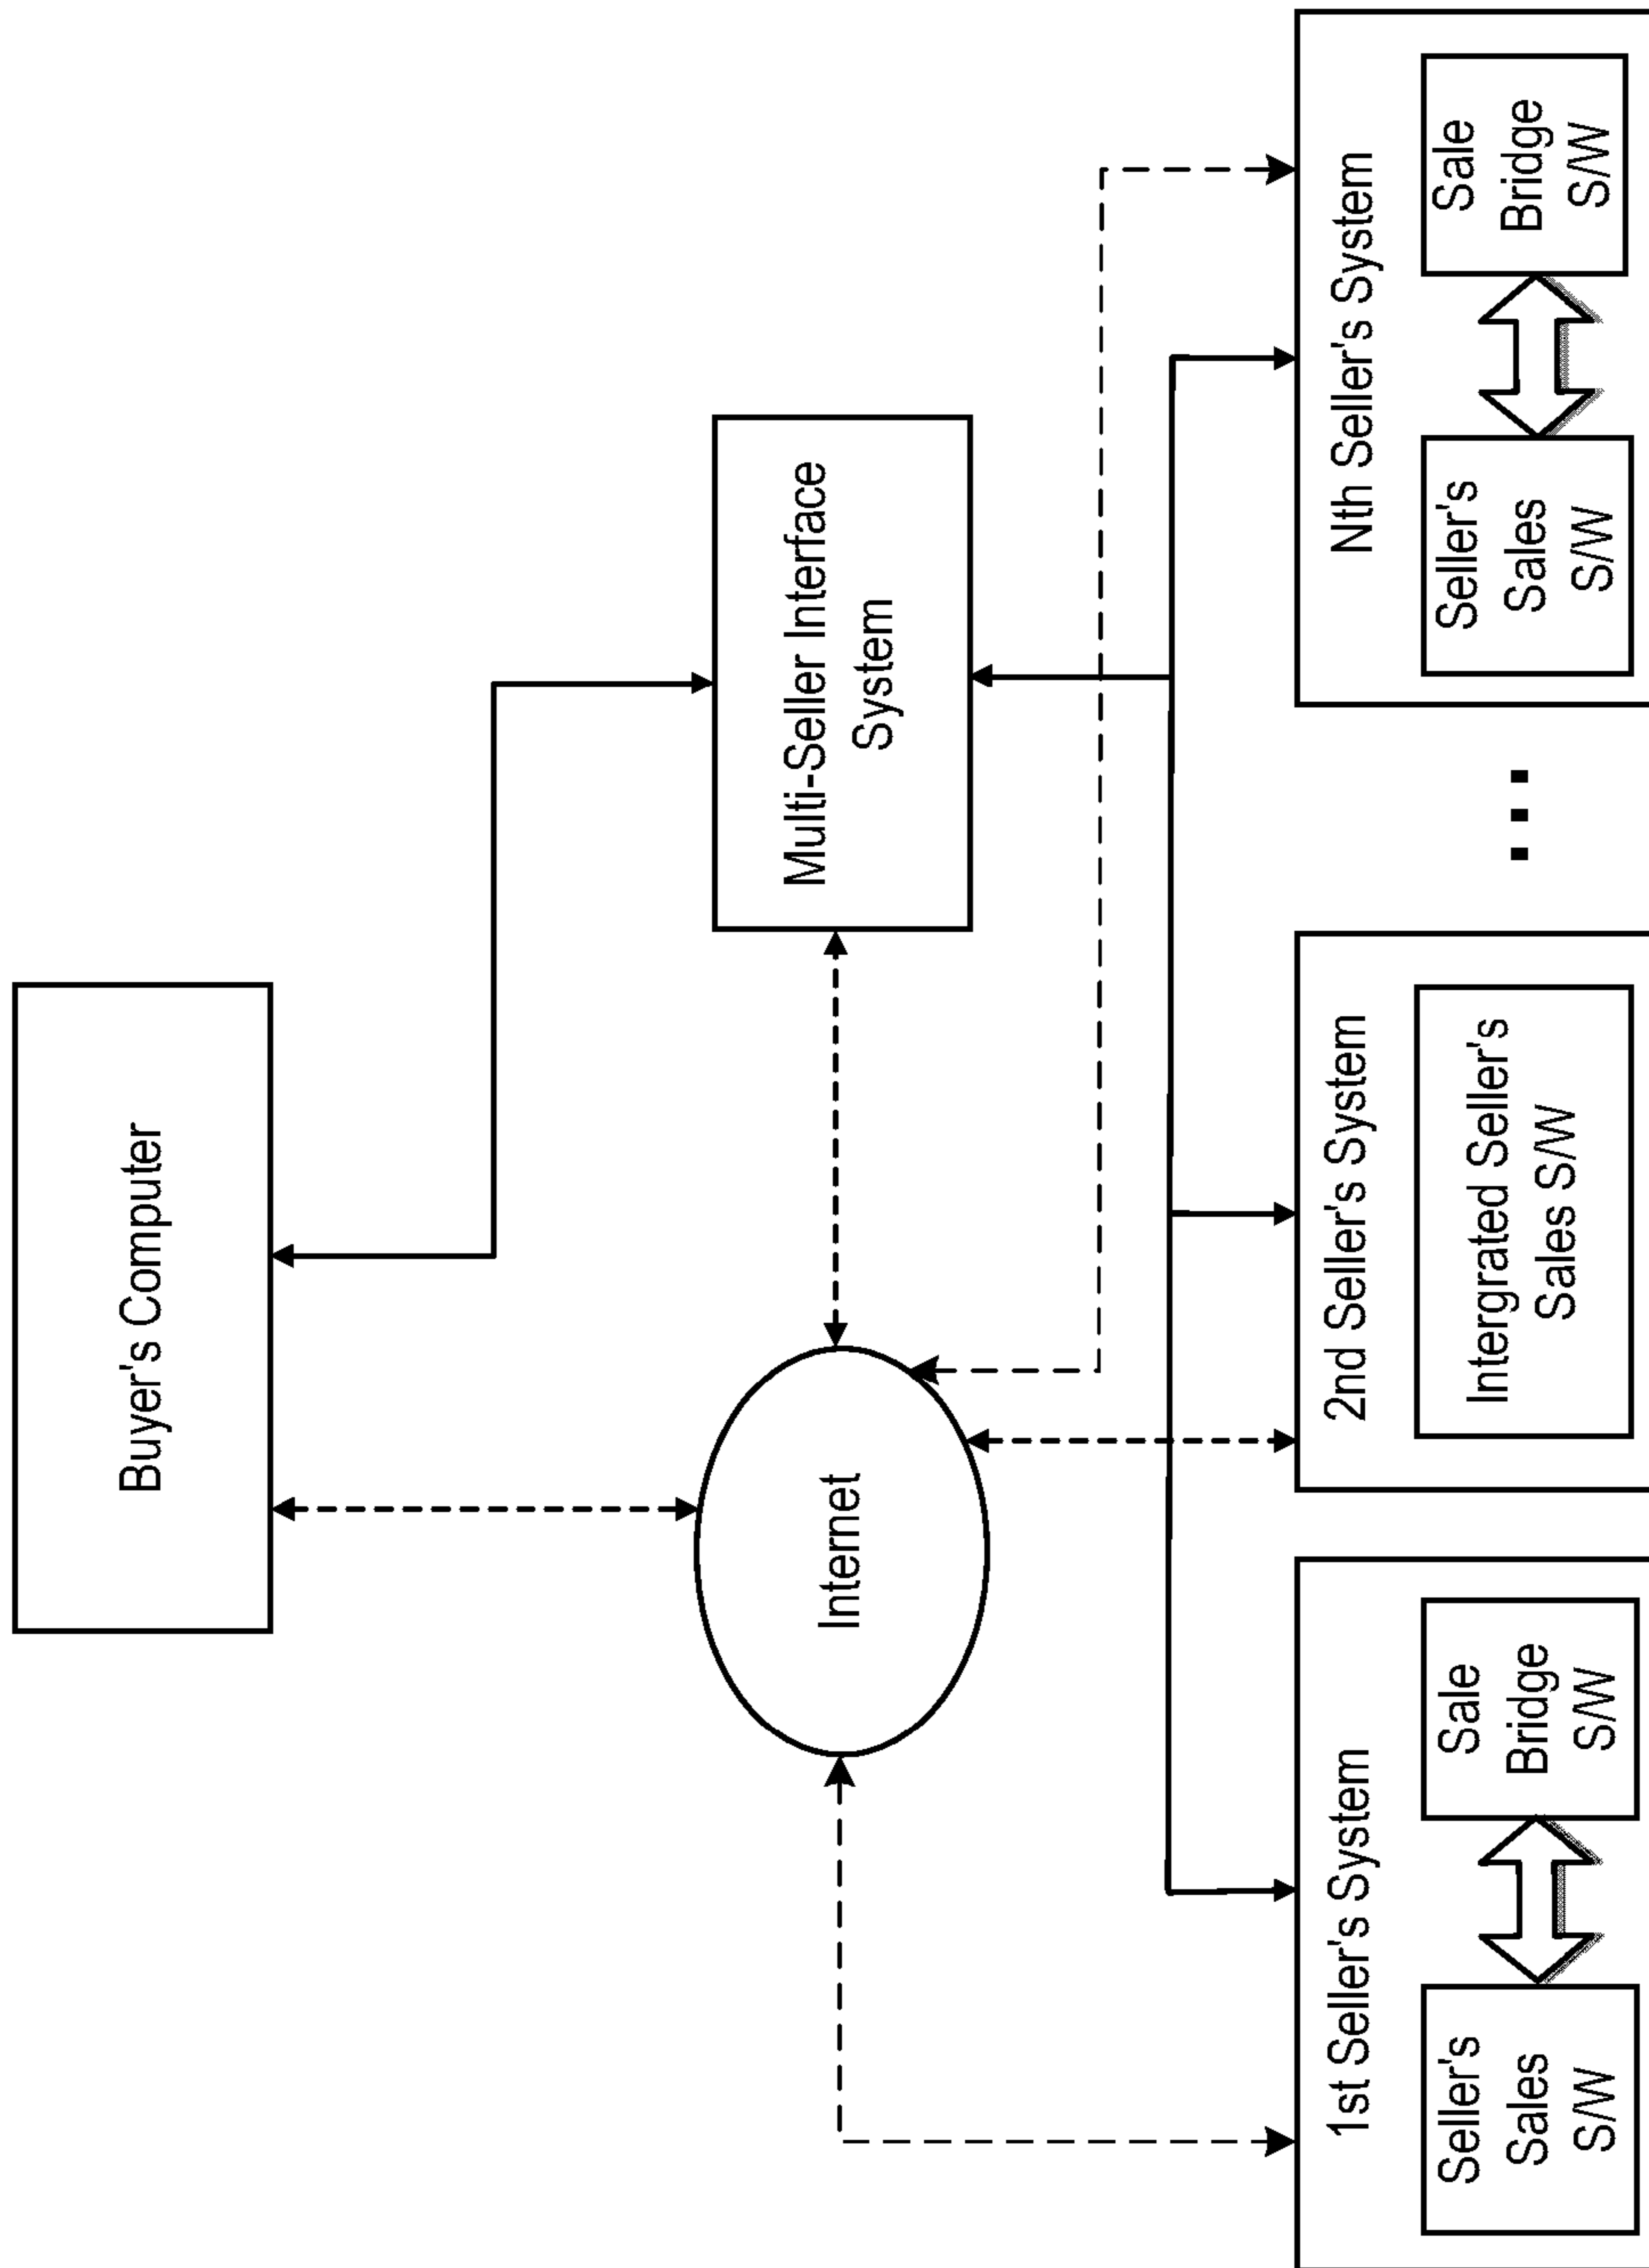 Buyer's Computer
Internet
Multi-Seller Interface
System
1st Seller's System
Seller's
Sales
S/W
Sale
Bridge
S/W
2nd Seller's System
Intergrated Seller's
Sales S/W
...
Nth Seller's System
Seller's
Sales
S/W
Sale
Bridge
S/W